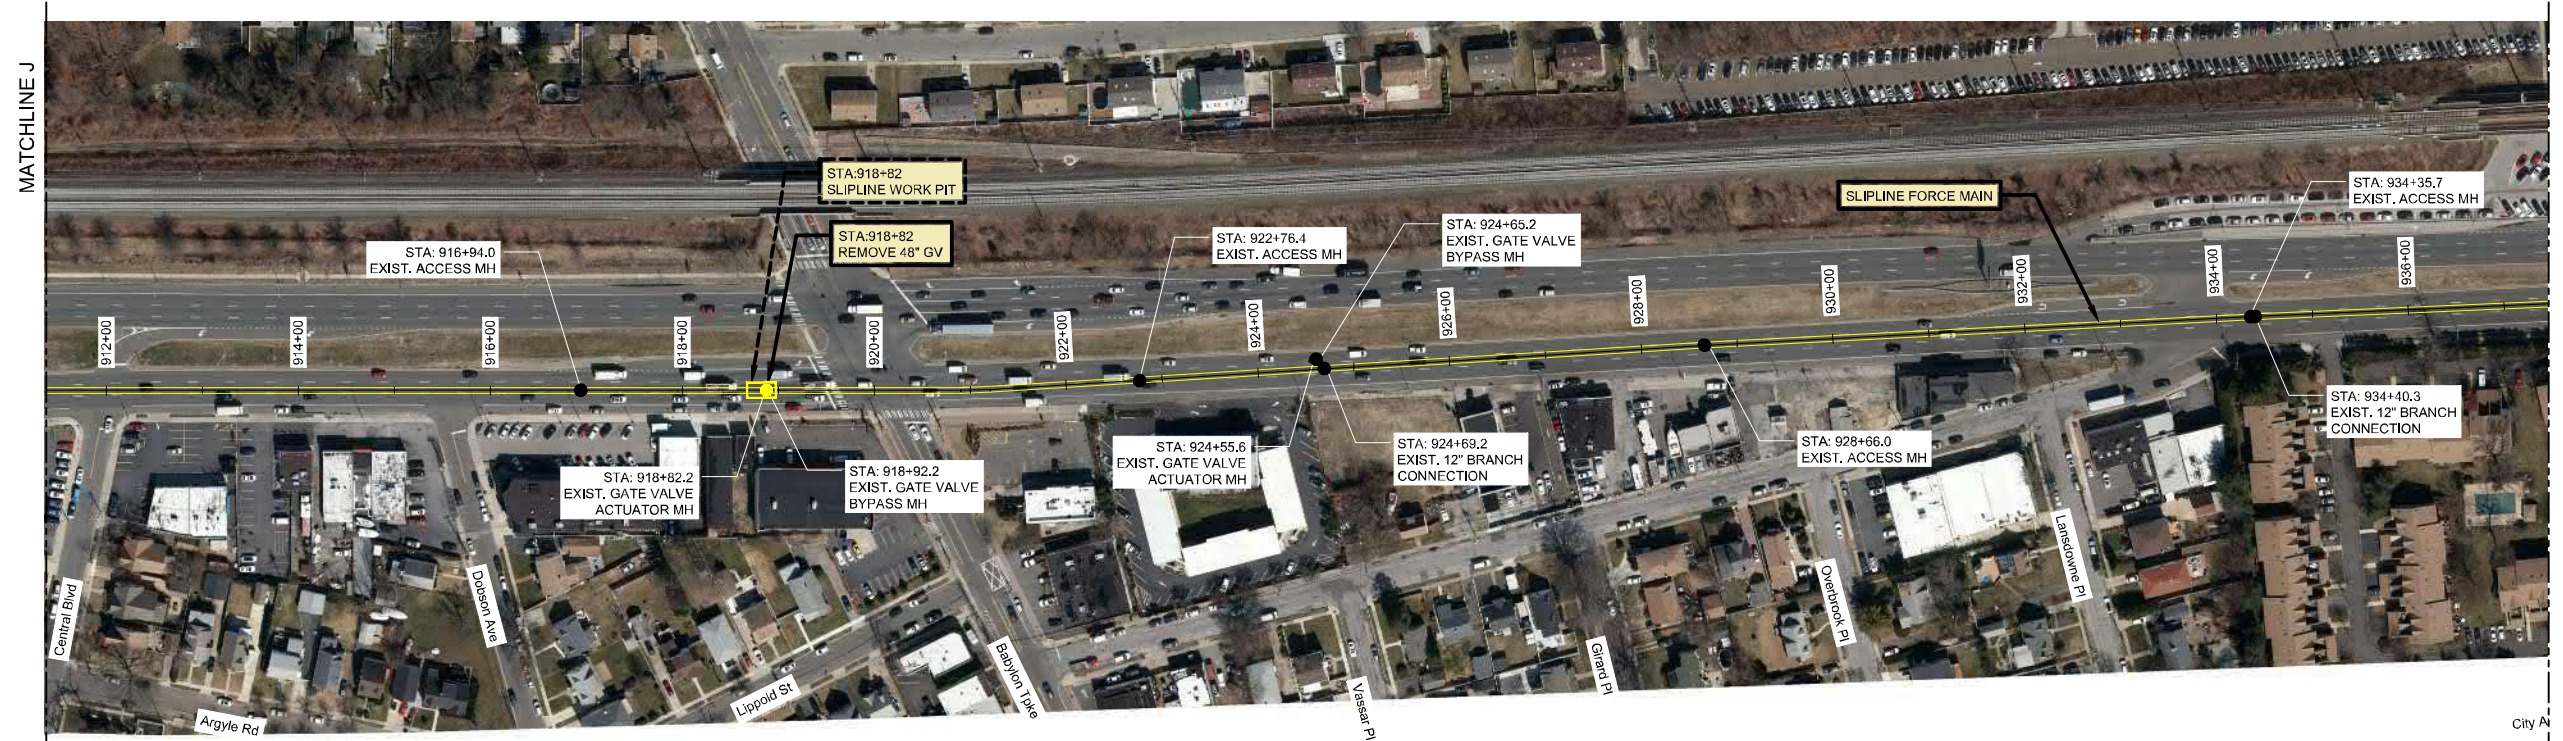 MATCHLINE J
STA:918+82
SLIPLINE WORK PIT
STA:918+82
REMOVE 48" GV
SLIPLINE FORCE MAIN
STA: 934+35.7
EXIST. ACCESS MH
STA: 916+94.0
EXIST. ACCESS MH
STA: 922+76.4
EXIST. ACCESS MH
STA: 924+65.2
EXIST. GATE VALVE
BYPASS MH
912+00
914+00
916+00
918+00
920+00
922+00
924+00
926+00
928+00
930+00
932+00
934+00
936+00
STA: 918+82.2
EXIST. GATE VALVE
ACTUATOR MH
STA: 918+92.2
EXIST. GATE VALVE
BYPASS MH
STA: 924+55.6
EXIST. GATE VALVE
ACTUATOR MH
STA: 924+69.2
EXIST. 12" BRANCH
CONNECTION
STA: 928+66.0
EXIST. ACCESS MH
STA: 934+40.3
EXIST. 12" BRANCH
CONNECTION
Central Blvd
Argyle Rd
Dobson Ave
Lippold St
Babylon Tpke
Vassar Pl
Girard Pl
Overbrook Pl
Lansdowne Pl
City A